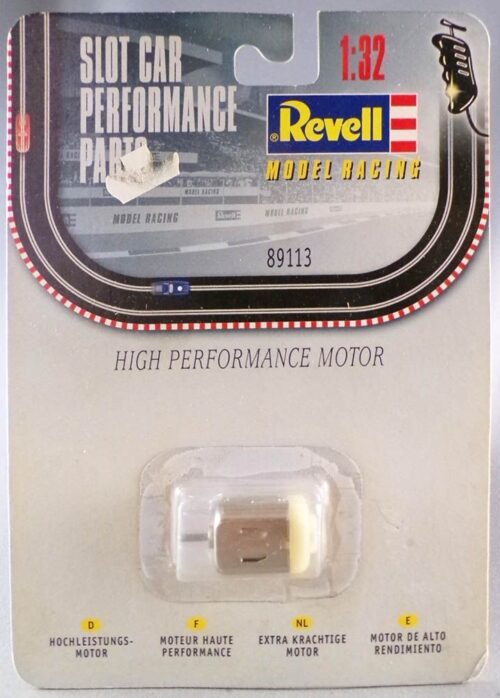 SLOT CAR
PERFORMANCE
PARTS
1:32
Revell
MODEL RACING
MODEL RACING
MODEL RACING
Revell
89113
HIGH PERFORMANCE MOTOR
D
HOCHLEISTUNGS-
MOTOR
F
MOTEUR HAUTE
PERFORMANCE
NL
EXTRA KRACHTIGE
MOTOR
E
MOTOR DE ALTO
RENDIMIENTO